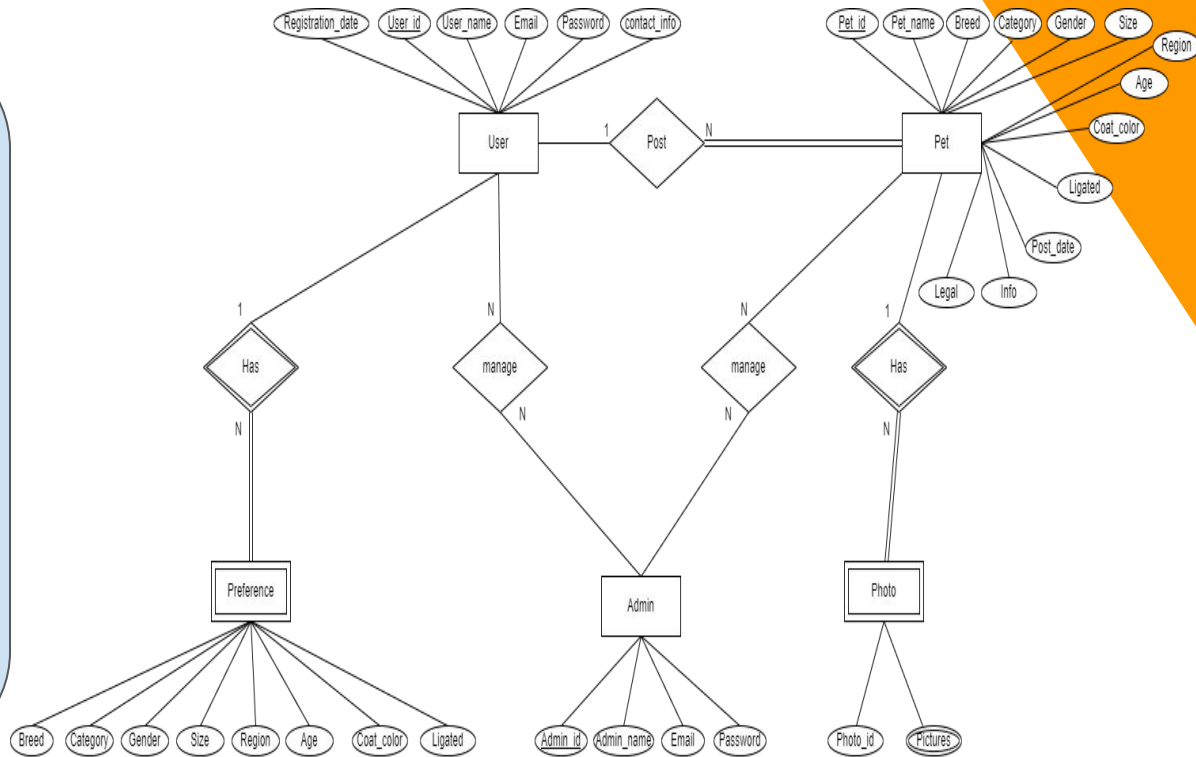 Registration_date
User_id
User_name
Email
Password
contact_info
Pet_id
Pet_name
Breed
Category
Gender
Size
Region
Age
Coat_color
Ligated
Post_date
Info
Legal
User
1
Post
N
Pet
1
Has
N
N
manage
N
N
manage
N
1
Has
N
Preference
Admin
Photo
Breed
Category
Gender
Size
Region
Age
Coat_color
Ligated
Admin_id
Admin_name
Email
Password
Photo_id
Pictures